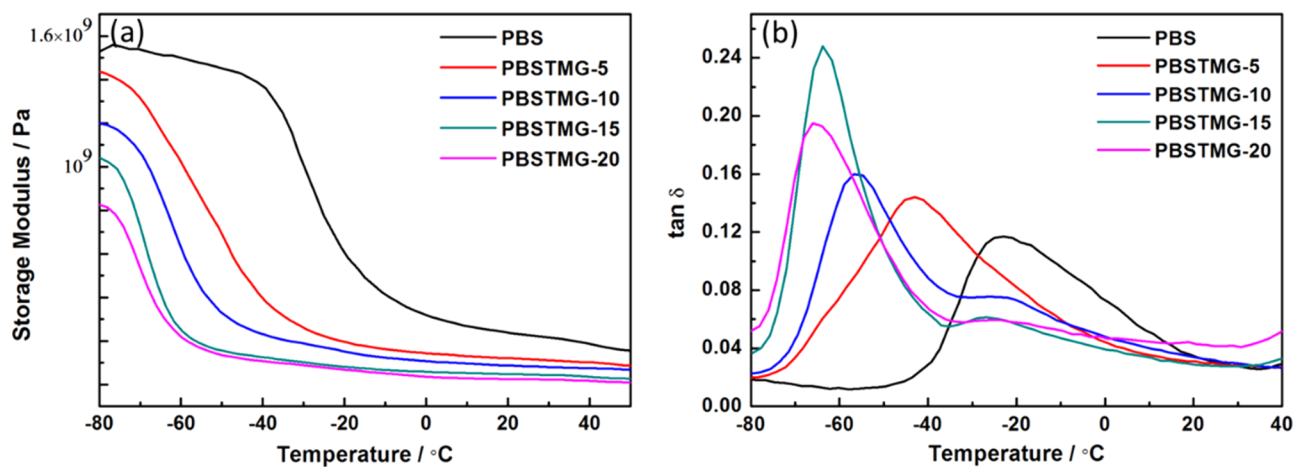 (a)
1.6×10⁹
10⁹
Storage Modulus / Pa
PBS
PBSTMG-5
PBSTMG-10
PBSTMG-15
PBSTMG-20
-80 -60 -40 -20 0 20 40
Temperature / °C
(b)
0.24
0.20
0.16
0.12
0.08
0.04
0.00
tan δ
PBS
PBSTMG-5
PBSTMG-10
PBSTMG-15
PBSTMG-20
-80 -60 -40 -20 0 20 40
Temperature / °C